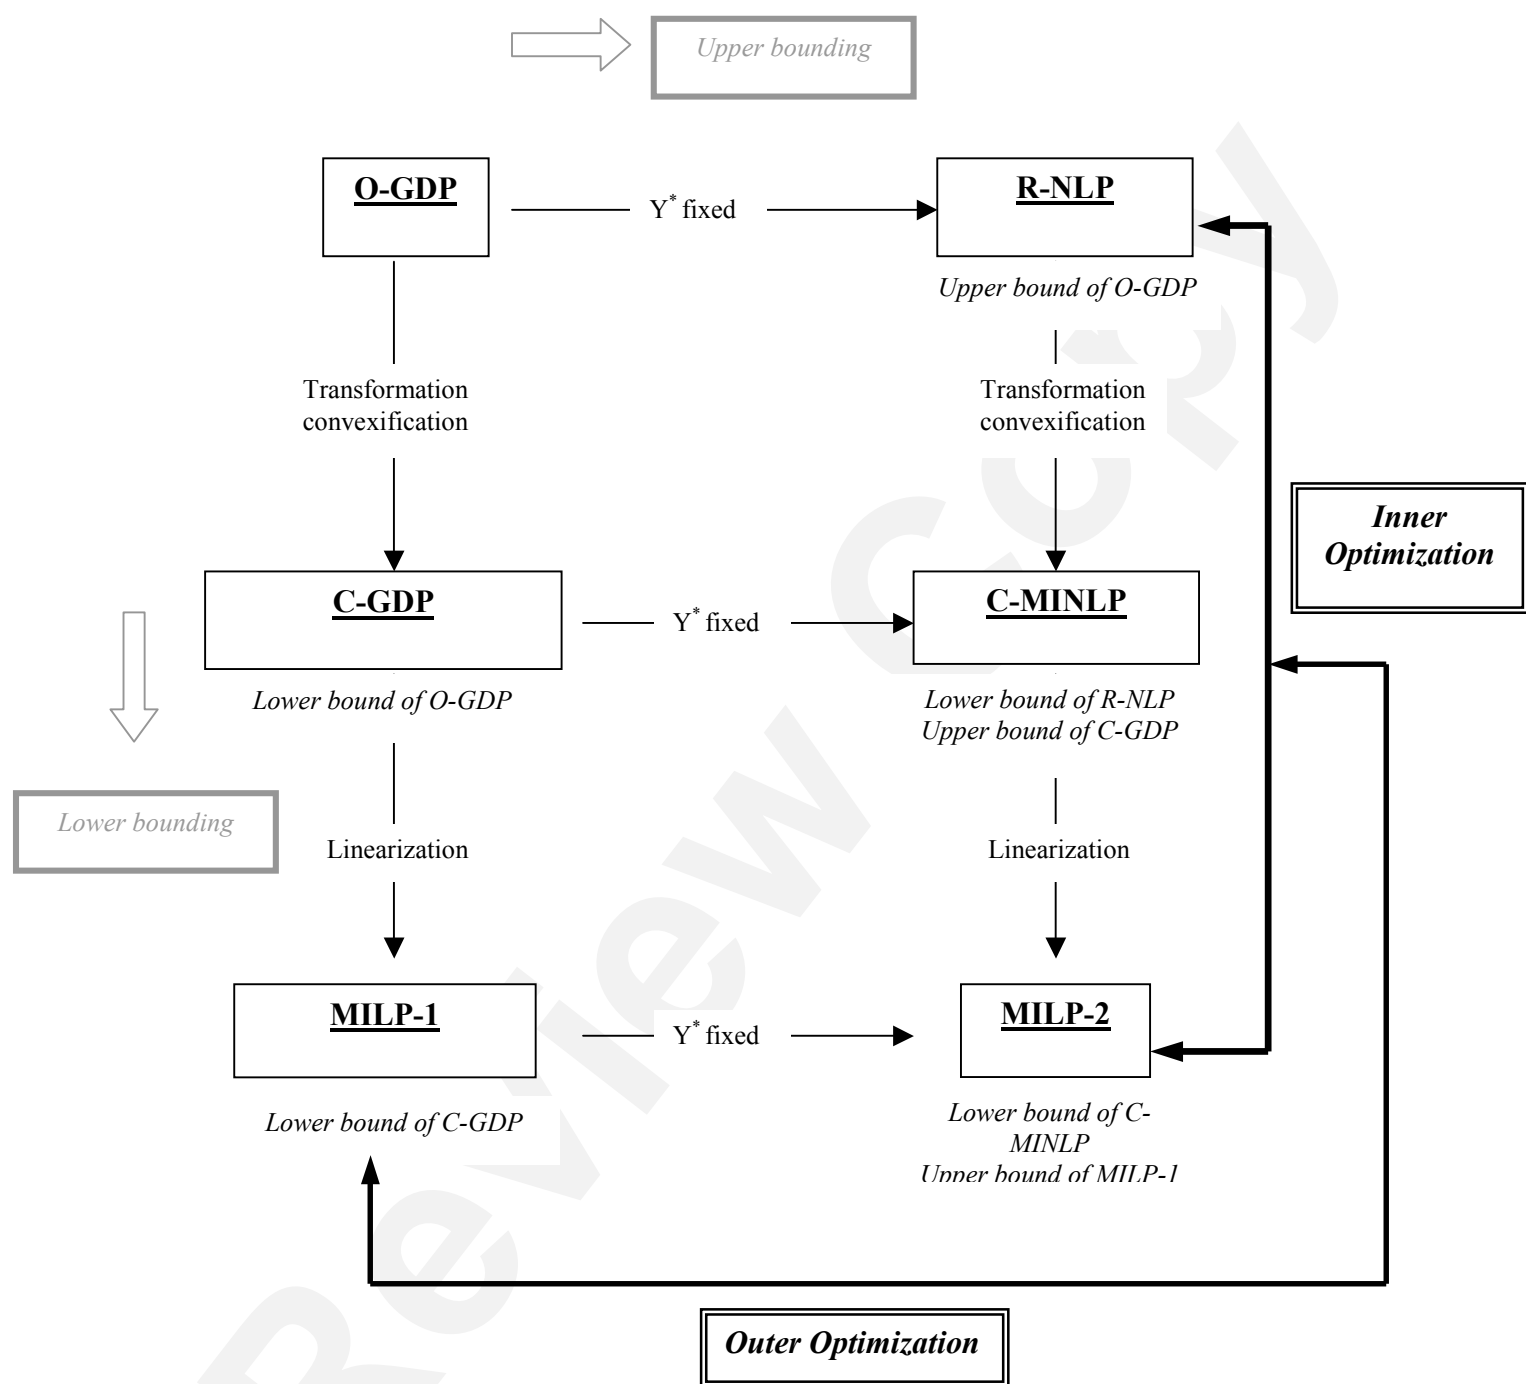 Upper bounding
O-GDP
Y* fixed
R-NLP
Upper bound of O-GDP
Transformation
convexification
Transformation
convexification
Inner
Optimization
C-GDP
Y* fixed
C-MINLP
Lower bound of O-GDP
Lower bound of R-NLP
Upper bound of C-GDP
Lower bounding
Linearization
Linearization
MILP-1
Y* fixed
MILP-2
Lower bound of C-GDP
Lower bound of C-
MINLP
Upper bound of MILP-1
Outer Optimization
Review Copy